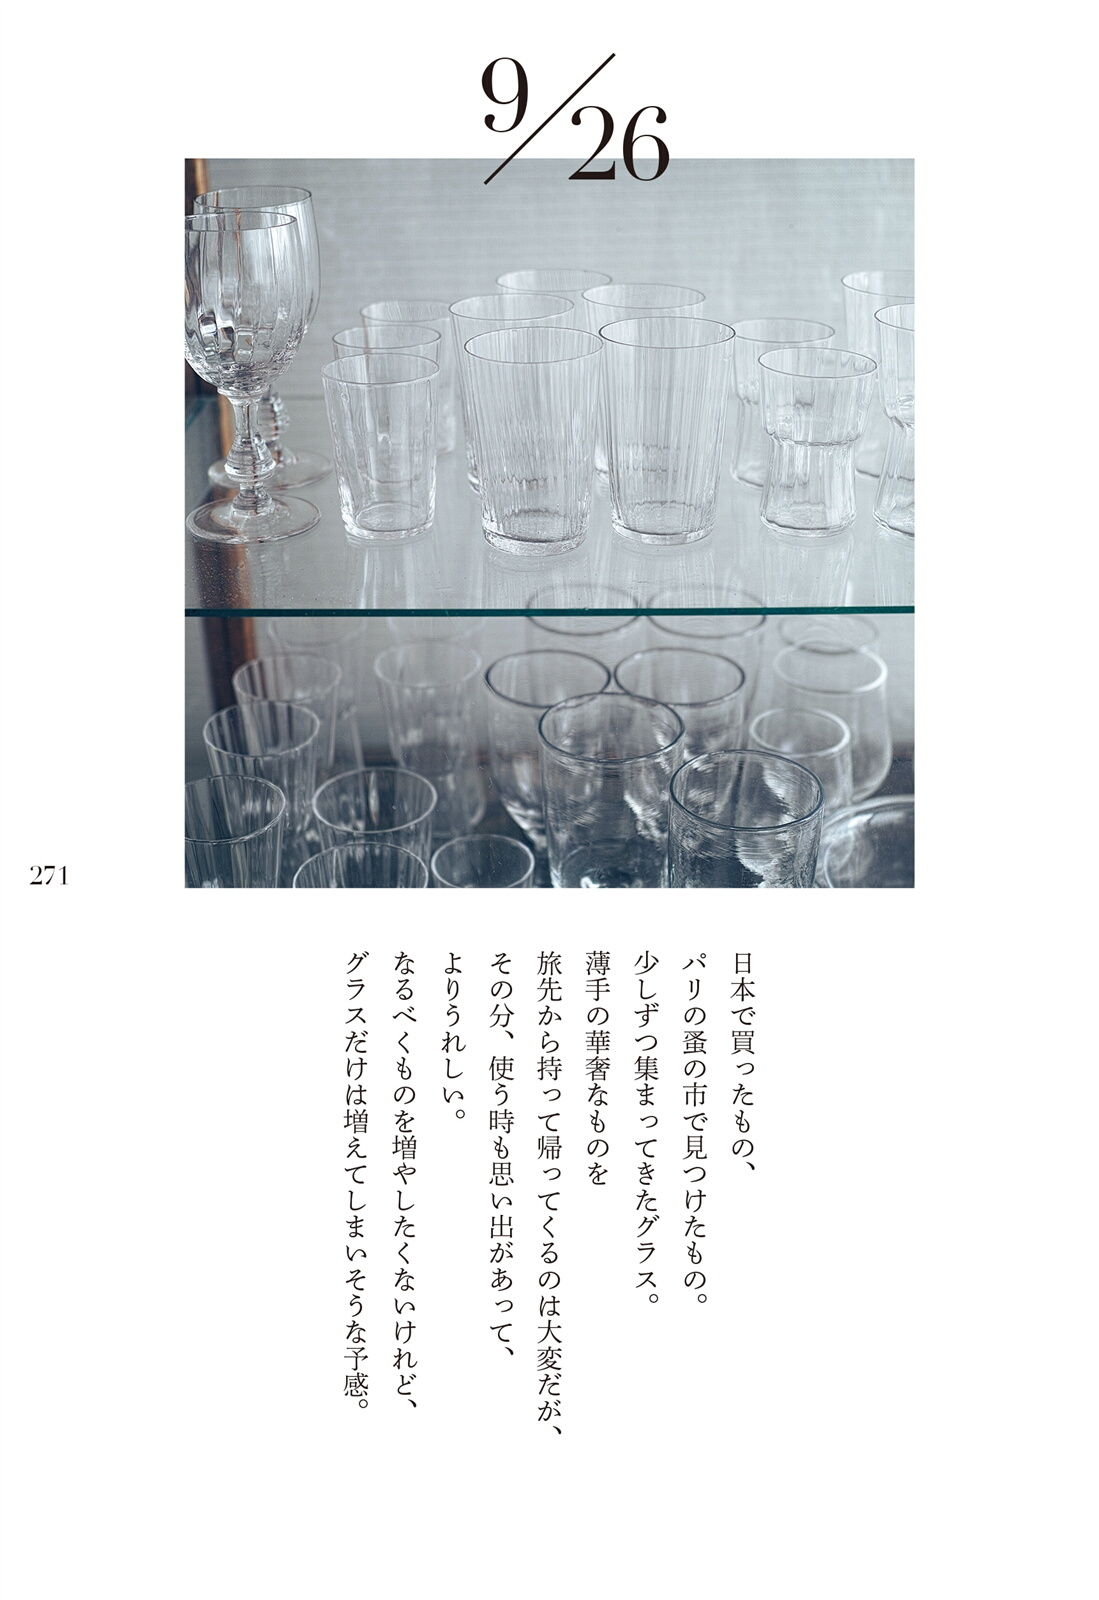 9/26
271
日本で買ったもの、
パリの蚤の市で見つけたもの。
少しずつ集まってきたグラス。
薄手の華奢なものを
旅先から持って帰ってくるのは大変だが、
その分、使う時も思い出があって、
よりうれしい。
なるべくものを増やしたくないけれど、
グラスだけは増えてしまいそうな予感。